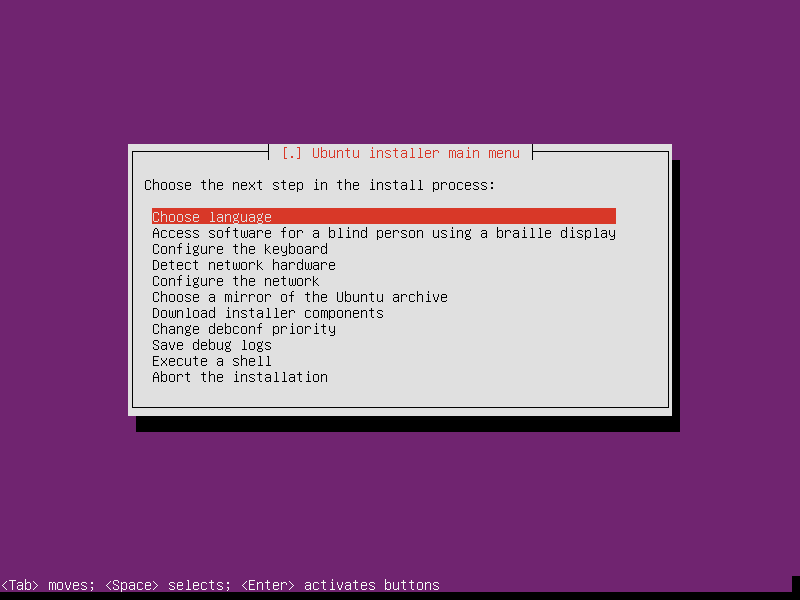 [.] Ubuntu installer main menu
Choose the next step in the install process:
Choose language
Access software for a blind person using a braille display
Configure the keyboard
Detect network hardware
Configure the network
Choose a mirror of the Ubuntu archive
Download installer components
Change debconf priority
Save debug logs
Execute a shell
Abort the installation
<Tab> moves; <Space> selects; <Enter> activates buttons